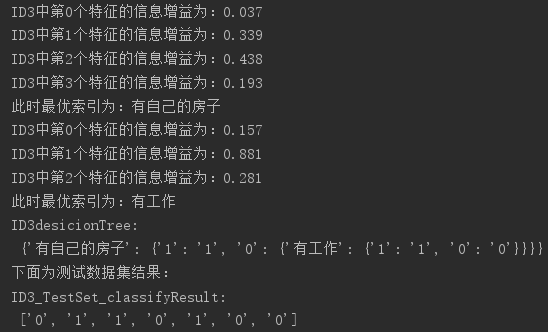 ID3中第0个特征的信息增益为：0.037
ID3中第1个特征的信息增益为：0.339
ID3中第2个特征的信息增益为：0.438
ID3中第3个特征的信息增益为：0.193
此时最优索引为：有自己的房子
ID3中第0个特征的信息增益为：0.157
ID3中第1个特征的信息增益为：0.881
ID3中第2个特征的信息增益为：0.281
此时最优索引为：有工作
ID3desicionTree:
{'有自己的房子': {'1': '1', '0': {'有工作': {'1': '1', '0': '0'}}}}
下面为测试数据集结果：
ID3_TestSet_classifyResult:
['0', '1', '1', '0', '1', '0', '0']